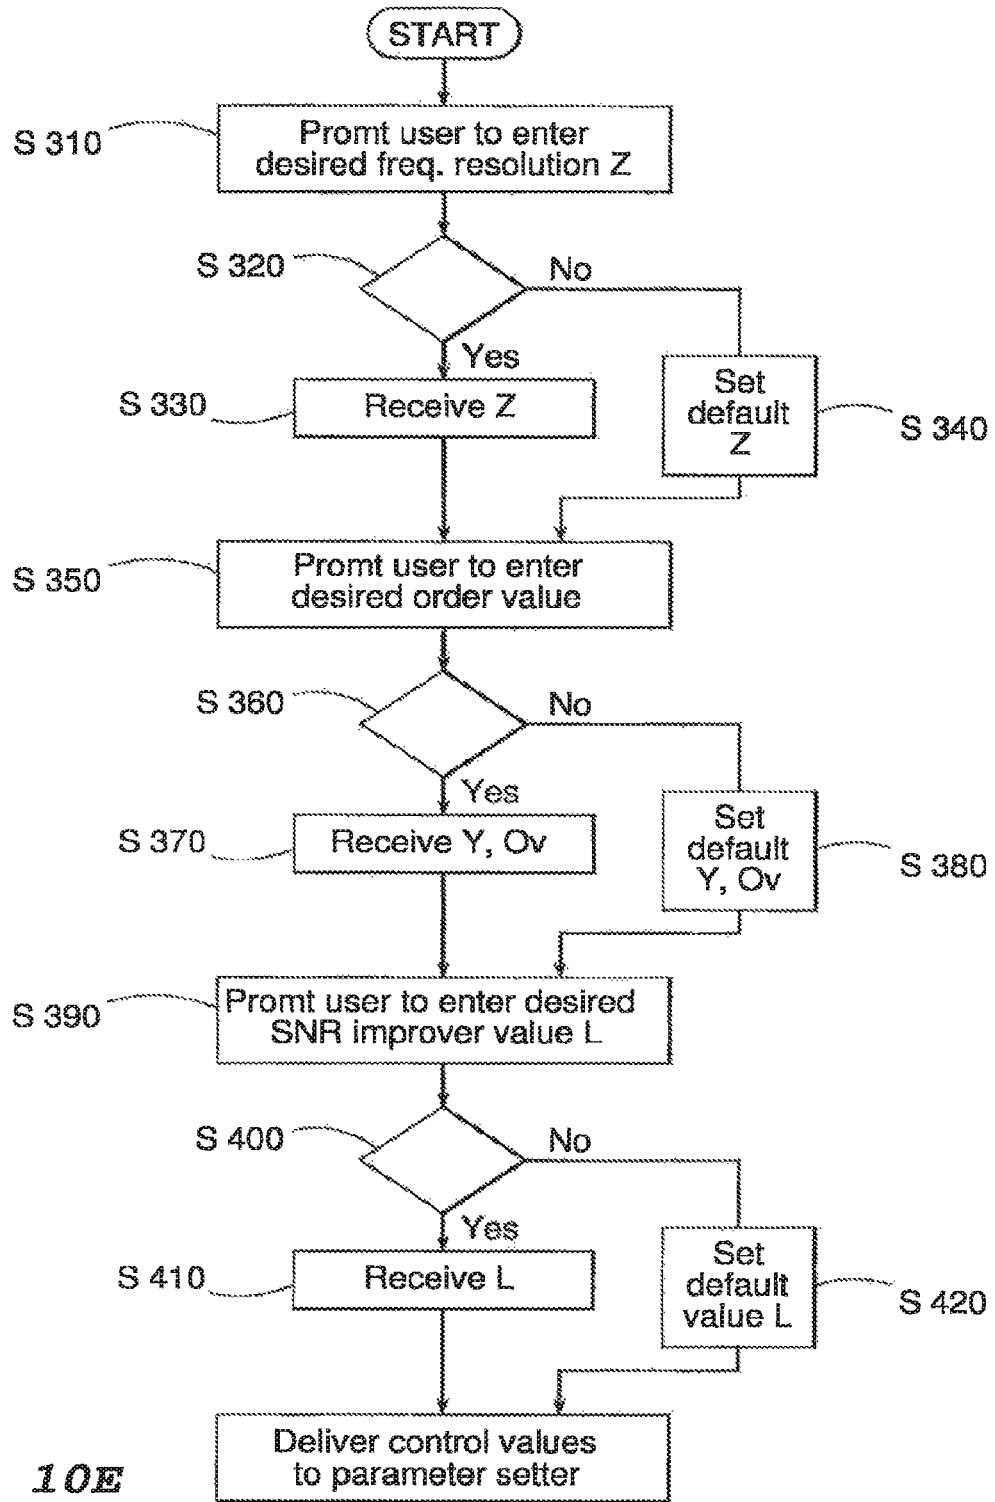 START
S 310
Promt user to enter
desired freq. resolution Z
S 320
No
Yes
S 330
Receive Z
Set
default
Z
S 340
S 350
Promt user to enter
desired order value
S 360
No
Yes
S 370
Receive Y, Ov
Set
default
Y, Ov
S 380
S 390
Promt user to enter desired
SNR improver value L
S 400
No
Yes
S 410
Receive L
Set
default
value L
S 420
Deliver control values
to parameter setter
10E